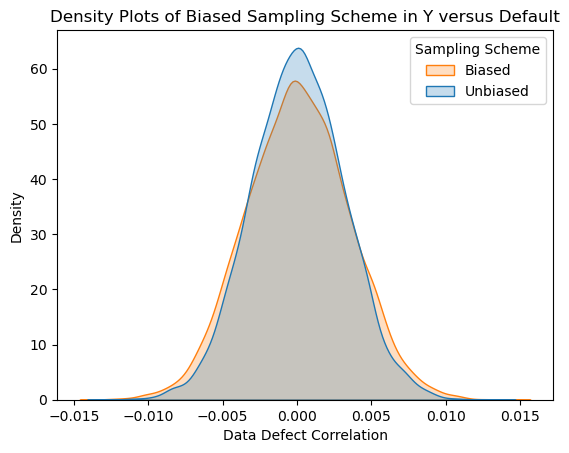 Density Plots of Biased Sampling Scheme in Y versus Default
Sampling Scheme
Biased
Unbiased
Density
60
50
40
30
20
10
0
−0.015 −0.010 −0.005 0.000 0.005 0.010 0.015
Data Defect Correlation